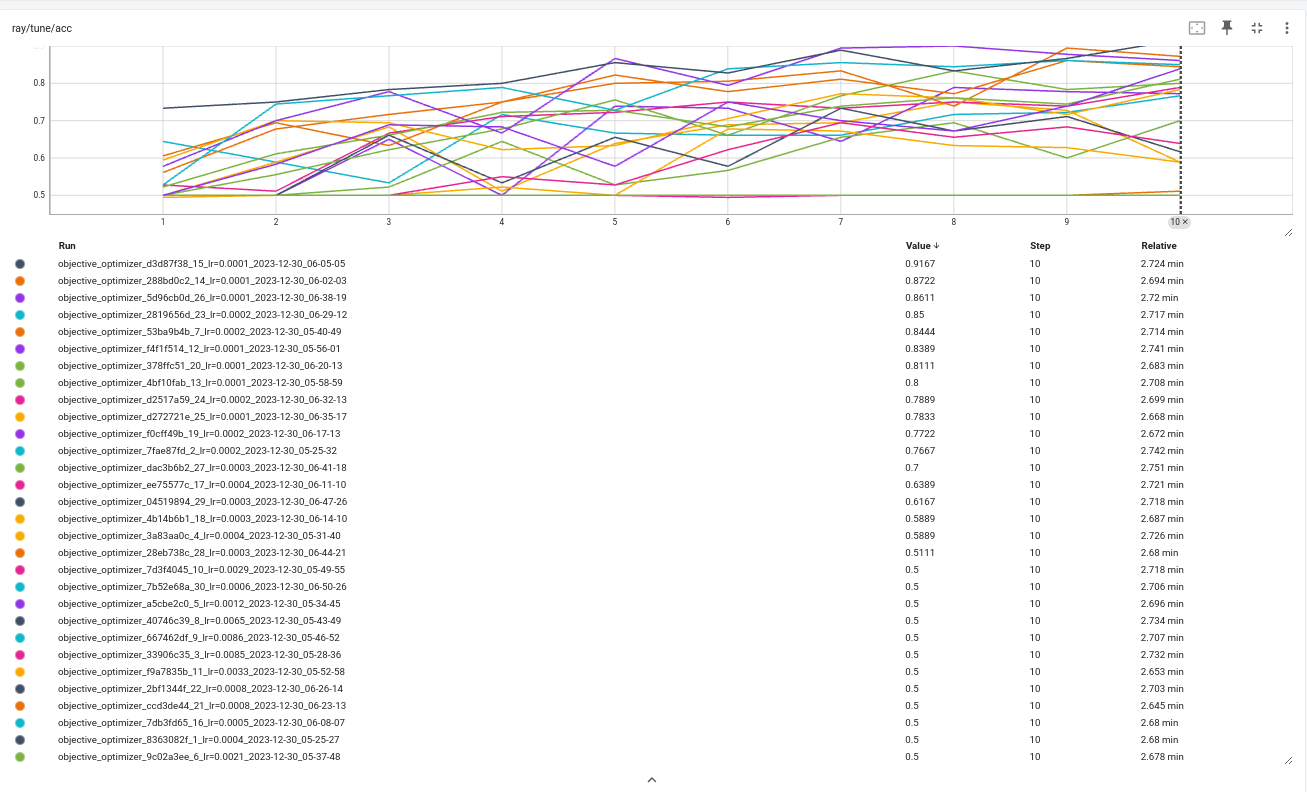 ray/tune/acc
0.8
0.7
0.6
0.5
1 2 3 4 5 6 7 8 9 10 ×
Run Value ↓ Step Relative
objective_optimizer_d3d87f38_15_lr=0.0001_2023-12-30_06-05-05 0.9167 10 2.724 min
objective_optimizer_288bd0c2_14_lr=0.0001_2023-12-30_06-02-03 0.8722 10 2.694 min
objective_optimizer_5d96cb0d_26_lr=0.0001_2023-12-30_06-38-19 0.8611 10 2.72 min
objective_optimizer_2819656d_23_lr=0.0002_2023-12-30_06-29-12 0.85 10 2.717 min
objective_optimizer_53ba9b4b_7_lr=0.0002_2023-12-30_05-40-49 0.8444 10 2.714 min
objective_optimizer_f4f1f514_12_lr=0.0001_2023-12-30_05-56-01 0.8389 10 2.741 min
objective_optimizer_378ffc51_20_lr=0.0001_2023-12-30_06-20-13 0.8111 10 2.683 min
objective_optimizer_4bf10fab_13_lr=0.0001_2023-12-30_05-58-59 0.8 10 2.708 min
objective_optimizer_d2517a59_24_lr=0.0002_2023-12-30_06-32-13 0.7889 10 2.699 min
objective_optimizer_d272721e_25_lr=0.0001_2023-12-30_06-35-17 0.7833 10 2.668 min
objective_optimizer_f0cff49b_19_lr=0.0002_2023-12-30_06-17-13 0.7722 10 2.672 min
objective_optimizer_7fae87fd_2_lr=0.0002_2023-12-30_05-25-32 0.7667 10 2.742 min
objective_optimizer_dac3b6b2_27_lr=0.0003_2023-12-30_06-41-18 0.7 10 2.751 min
objective_optimizer_ee75577c_17_lr=0.0004_2023-12-30_06-11-10 0.6389 10 2.721 min
objective_optimizer_04519894_29_lr=0.0003_2023-12-30_06-47-26 0.6167 10 2.718 min
objective_optimizer_4b14b6b1_18_lr=0.0003_2023-12-30_06-14-10 0.5889 10 2.687 min
objective_optimizer_3a83aa0c_4_lr=0.0004_2023-12-30_05-31-40 0.5889 10 2.726 min
objective_optimizer_28eb738c_28_lr=0.0003_2023-12-30_06-44-21 0.5111 10 2.68 min
objective_optimizer_7d3f4045_10_lr=0.0029_2023-12-30_05-49-55 0.5 10 2.718 min
objective_optimizer_7b52e68a_30_lr=0.0006_2023-12-30_06-50-26 0.5 10 2.706 min
objective_optimizer_a5cbe2c0_5_lr=0.0012_2023-12-30_05-34-45 0.5 10 2.696 min
objective_optimizer_40746c39_8_lr=0.0065_2023-12-30_05-43-49 0.5 10 2.734 min
objective_optimizer_667462df_9_lr=0.0086_2023-12-30_05-46-52 0.5 10 2.707 min
objective_optimizer_33906c35_3_lr=0.0085_2023-12-30_05-28-36 0.5 10 2.732 min
objective_optimizer_f9a7835b_11_lr=0.0033_2023-12-30_05-52-58 0.5 10 2.653 min
objective_optimizer_2bf1344f_22_lr=0.0008_2023-12-30_06-26-14 0.5 10 2.703 min
objective_optimizer_ccd3de44_21_lr=0.0008_2023-12-30_06-23-13 0.5 10 2.645 min
objective_optimizer_7db3fd65_16_lr=0.0005_2023-12-30_06-08-07 0.5 10 2.68 min
objective_optimizer_8363082f_1_lr=0.0004_2023-12-30_05-25-27 0.5 10 2.68 min
objective_optimizer_9c02a3ee_6_lr=0.0021_2023-12-30_05-37-48 0.5 10 2.678 min